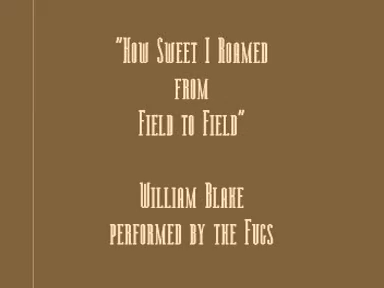 "How Sweet I Roamed
from
Field to Field"
William Blake
performed by the Fugs